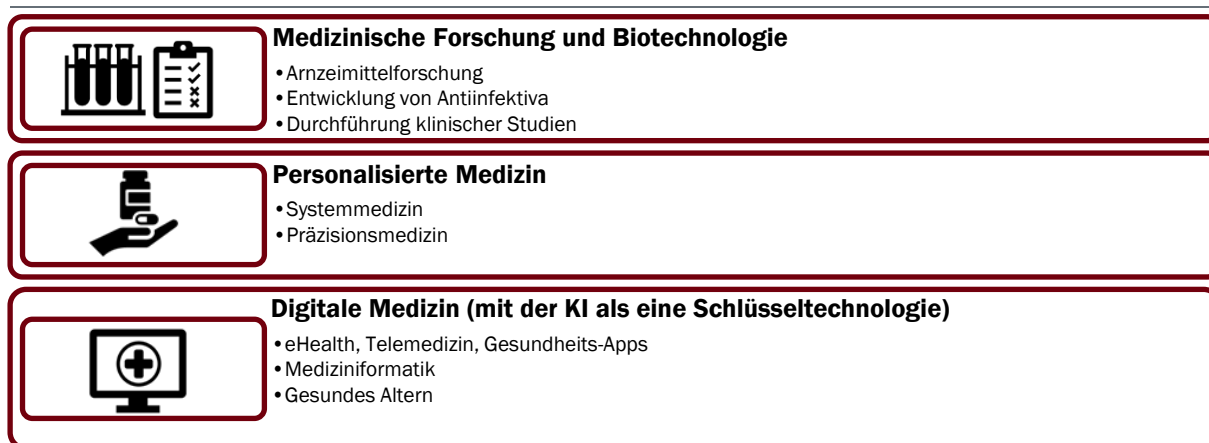 Medizinische Forschung und Biotechnologie
•Arnzeimittelforschung
•Entwicklung von Antiinfektiva
•Durchführung klinischer Studien
Personalisierte Medizin
•Systemmedizin
•Präzisionsmedizin
Digitale Medizin (mit der KI als eine Schlüsseltechnologie)
•eHealth, Telemedizin, Gesundheits-Apps
•Mediziniformatik
•Gesundes Altern